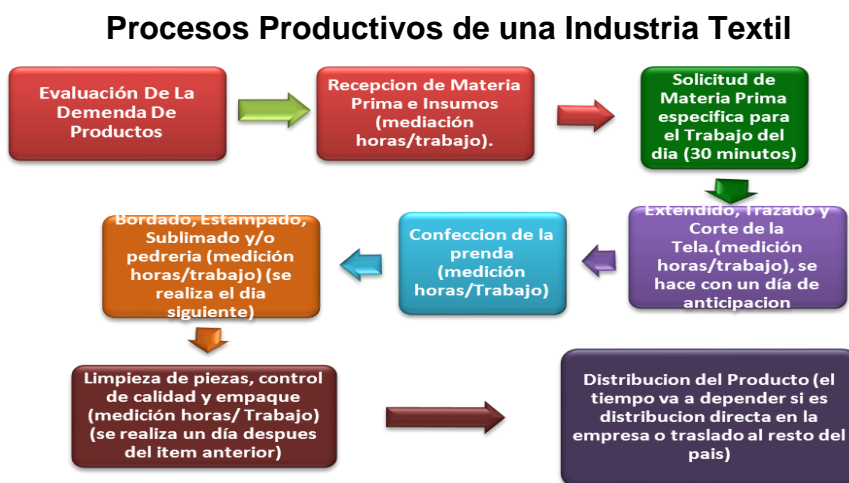 Procesos Productivos de una Industria Textil
Evaluación De La
Demenda De
Productos
Recepcion de Materia
Prima e Insumos
(mediación
horas/trabajo).
Solicitud de
Materia Prima
especifica para
el Trabajo del
dia (30 minutos)
Extendido, Trazado y
Corte de la
Tela.(medición
horas/trabajo), se
hace con un día de
anticipacion
Confeccion de la
prenda
(medición
horas/Trabajo)
Bordado, Estampado,
Sublimado y/o
pedreria (medición
horas/trabajo) (se
realiza el dia
siguiente)
Limpieza de piezas, control
de calidad y empaque
(medición horas/ Trabajo)
(se realiza un día despues
del item anterior)
Distribucion del Producto (el
tiempo va a depender si es
distribucion directa en la
empresa o traslado al resto del
pais)